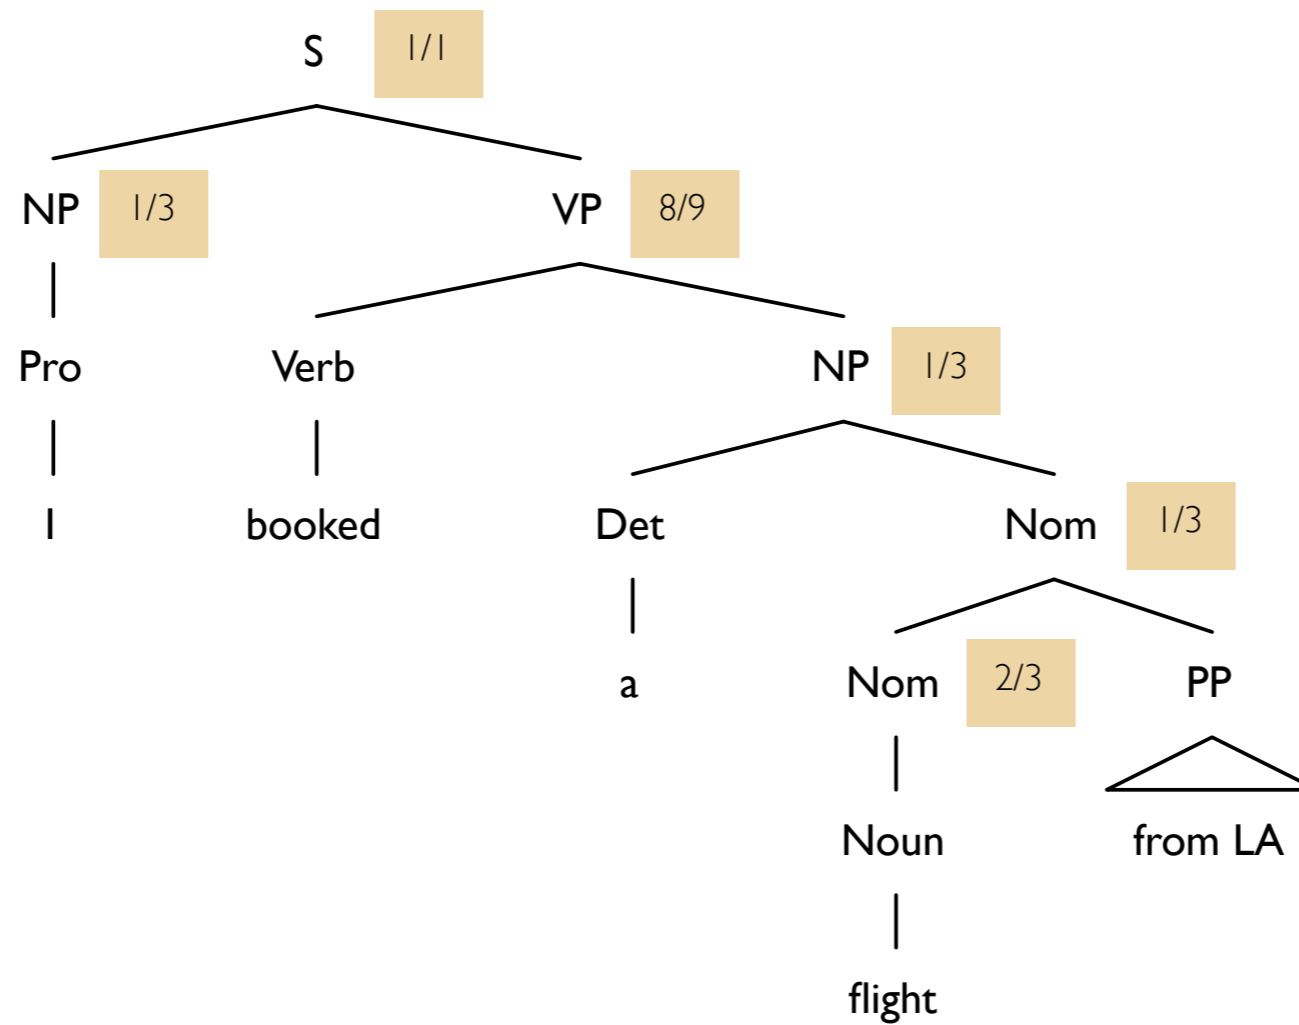 S 1/1
NP 1/3 VP 8/9
Pro Verb NP 1/3
I booked Det Nom 1/3
a Nom 2/3 PP
Noun from LA
flight